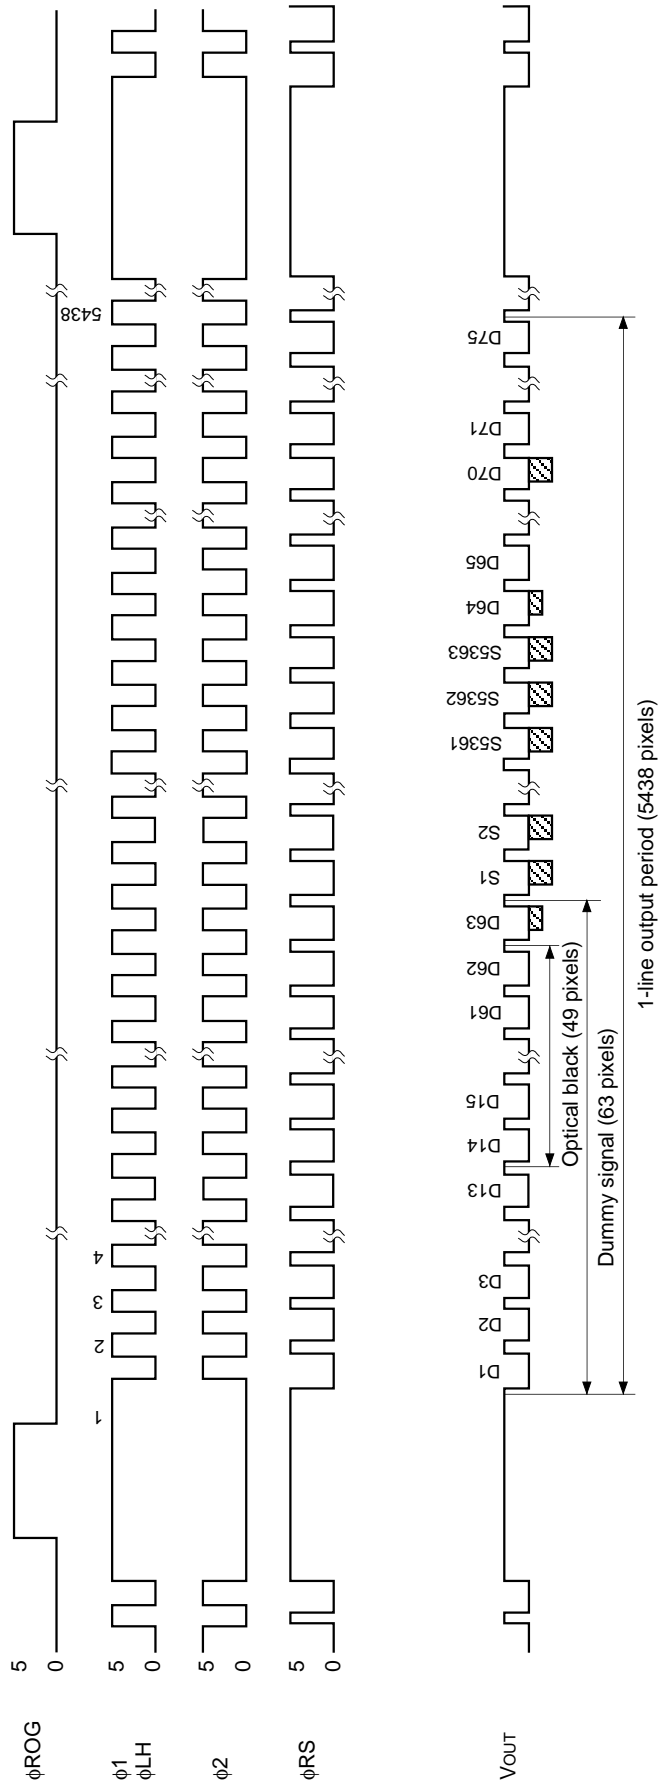 φROG
5
0
φ1
φLH
5
0
1
2
3
4
5438
φ2
5
0
φRS
5
0
VOUT
D1
D2
D3
D13
D14
D15
D61
D62
D63
S1
S2
S5361
S5362
S5363
D64
D65
D70
D71
D75
Optical black (49 pixels)
Dummy signal (63 pixels)
1-line output period (5438 pixels)